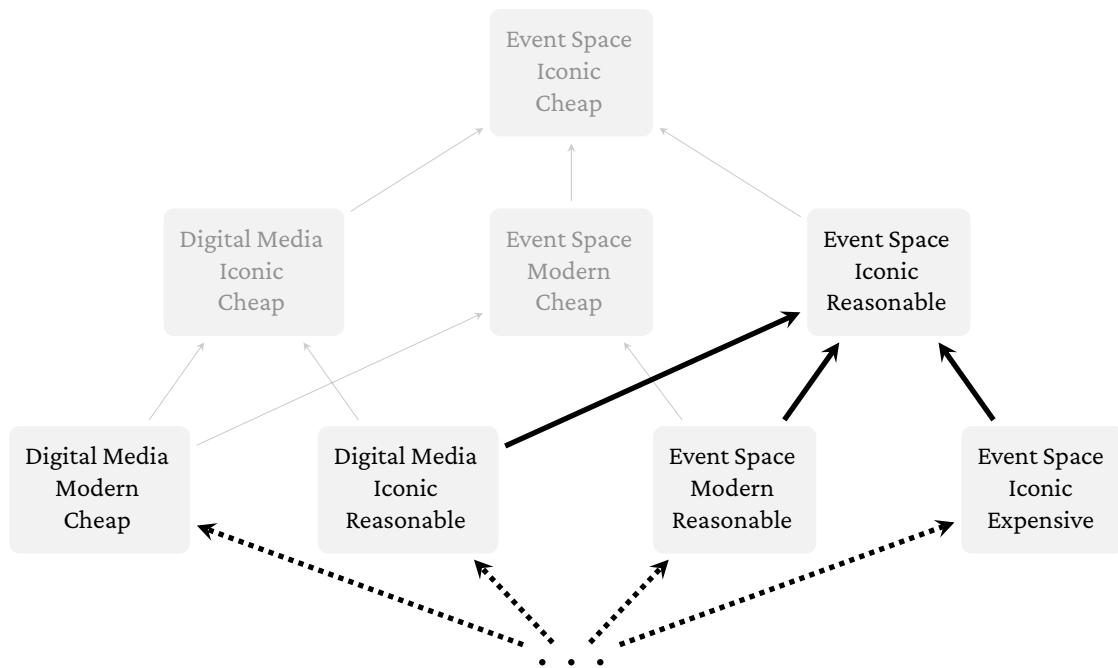 Event Space
Iconic
Cheap
Digital Media
Iconic
Cheap
Event Space
Modern
Cheap
Event Space
Iconic
Reasonable
Digital Media
Modern
Cheap
Digital Media
Iconic
Reasonable
Event Space
Modern
Reasonable
Event Space
Iconic
Expensive
. . .